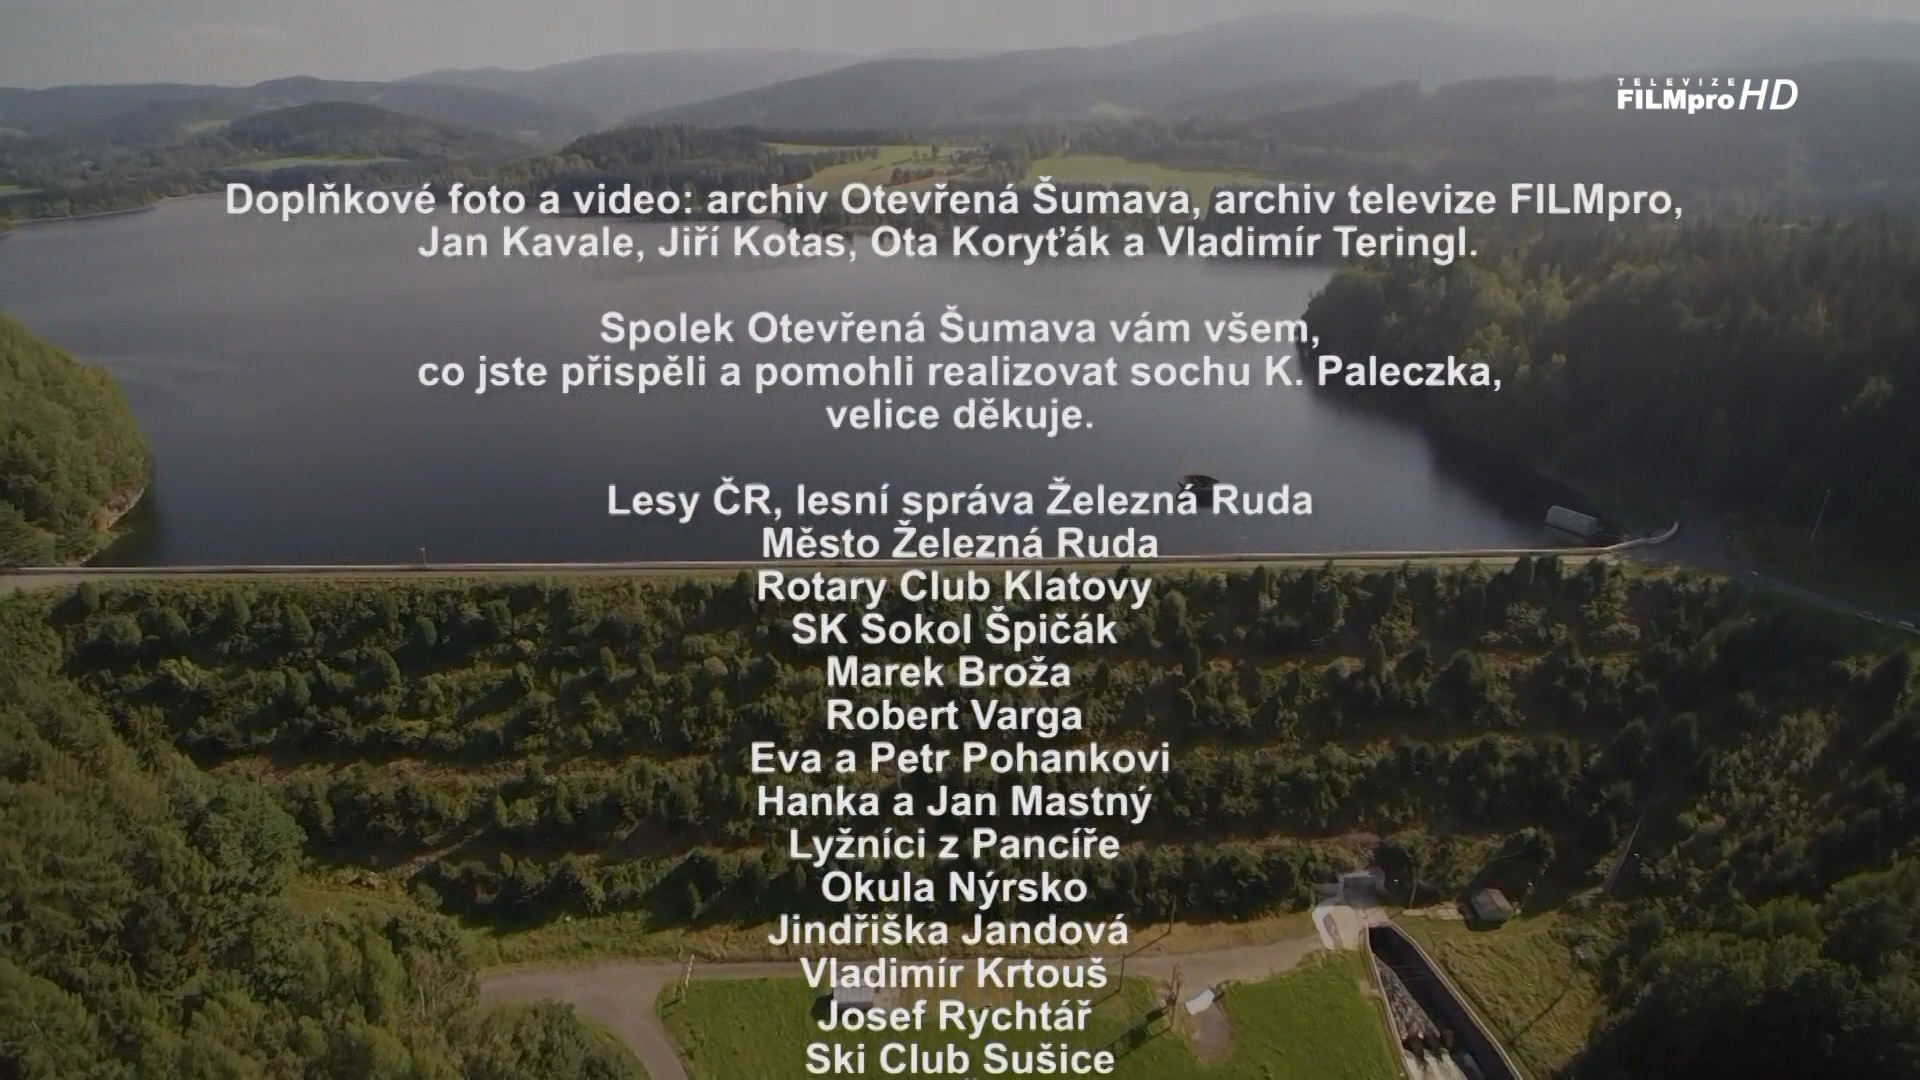 TELEVIZE
FILMpro HD
Doplňkové foto a video: archiv Otevřená Šumava, archiv televize FILMpro,
Jan Kavale, Jiří Kotas, Ota Koryťák a Vladimír Teringl.
Spolek Otevřená Šumava vám všem,
co jste přispěli a pomohli realizovat sochu K. Paleczka,
velice děkuje.
Lesy ČR, lesní správa Železná Ruda
Město Železná Ruda
Rotary Club Klatovy
SK Sokol Špičák
Marek Broža
Robert Varga
Eva a Petr Pohankovi
Hanka a Jan Mastný
Lyžníci z Pancíře
Okula Nýrsko
Jindřiška Jandová
Vladimír Krtouš
Josef Rychtář
Ski Club Sušice